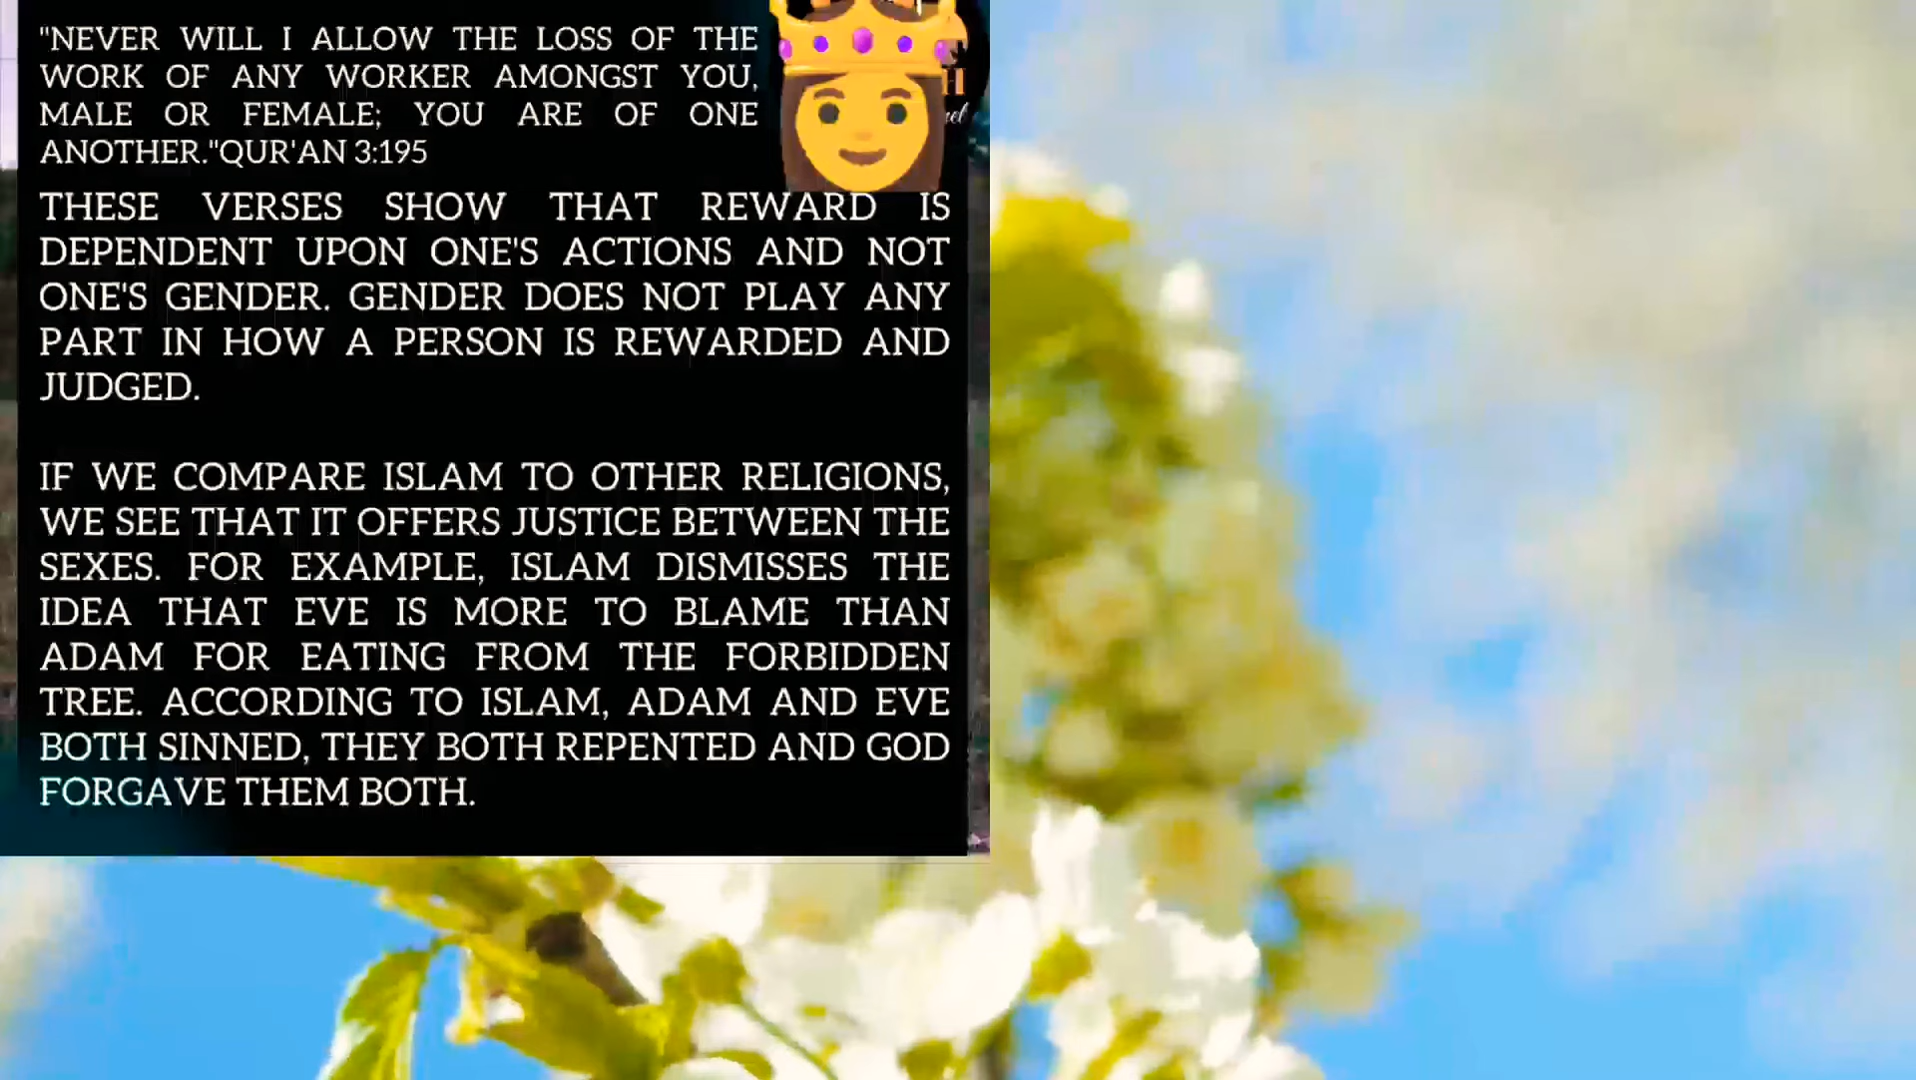 "NEVER WILL I ALLOW THE LOSS OF THE
WORK OF ANY WORKER AMONGST YOU,
MALE OR FEMALE; YOU ARE OF ONE
ANOTHER."QUR'AN 3:195
THESE VERSES SHOW THAT REWARD IS
DEPENDENT UPON ONE'S ACTIONS AND NOT
ONE'S GENDER. GENDER DOES NOT PLAY ANY
PART IN HOW A PERSON IS REWARDED AND
JUDGED.
IF WE COMPARE ISLAM TO OTHER RELIGIONS,
WE SEE THAT IT OFFERS JUSTICE BETWEEN THE
SEXES. FOR EXAMPLE, ISLAM DISMISSES THE
IDEA THAT EVE IS MORE TO BLAME THAN
ADAM FOR EATING FROM THE FORBIDDEN
TREE. ACCORDING TO ISLAM, ADAM AND EVE
BOTH SINNED, THEY BOTH REPENTED AND GOD
FORGAVE THEM BOTH.